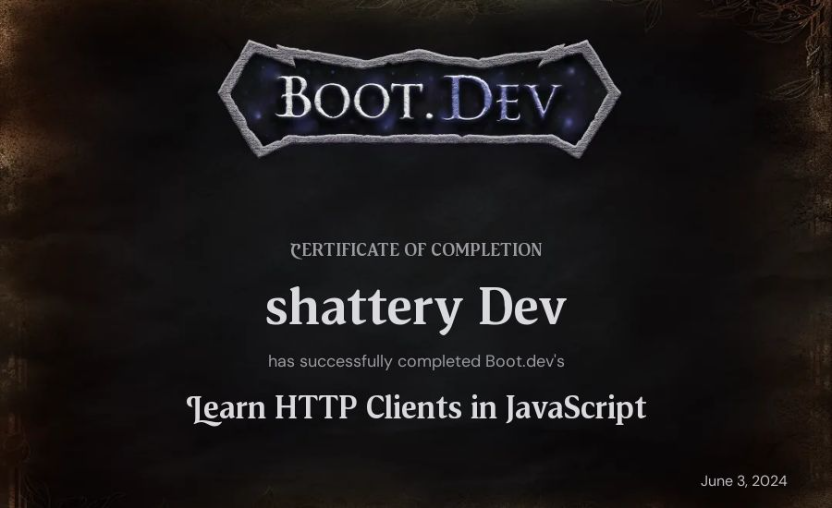 BOOT.DEV
CERTIFICATE OF COMPLETION
shattery Dev
has successfully completed Boot.dev's
Learn HTTP Clients in JavaScript
June 3, 2024